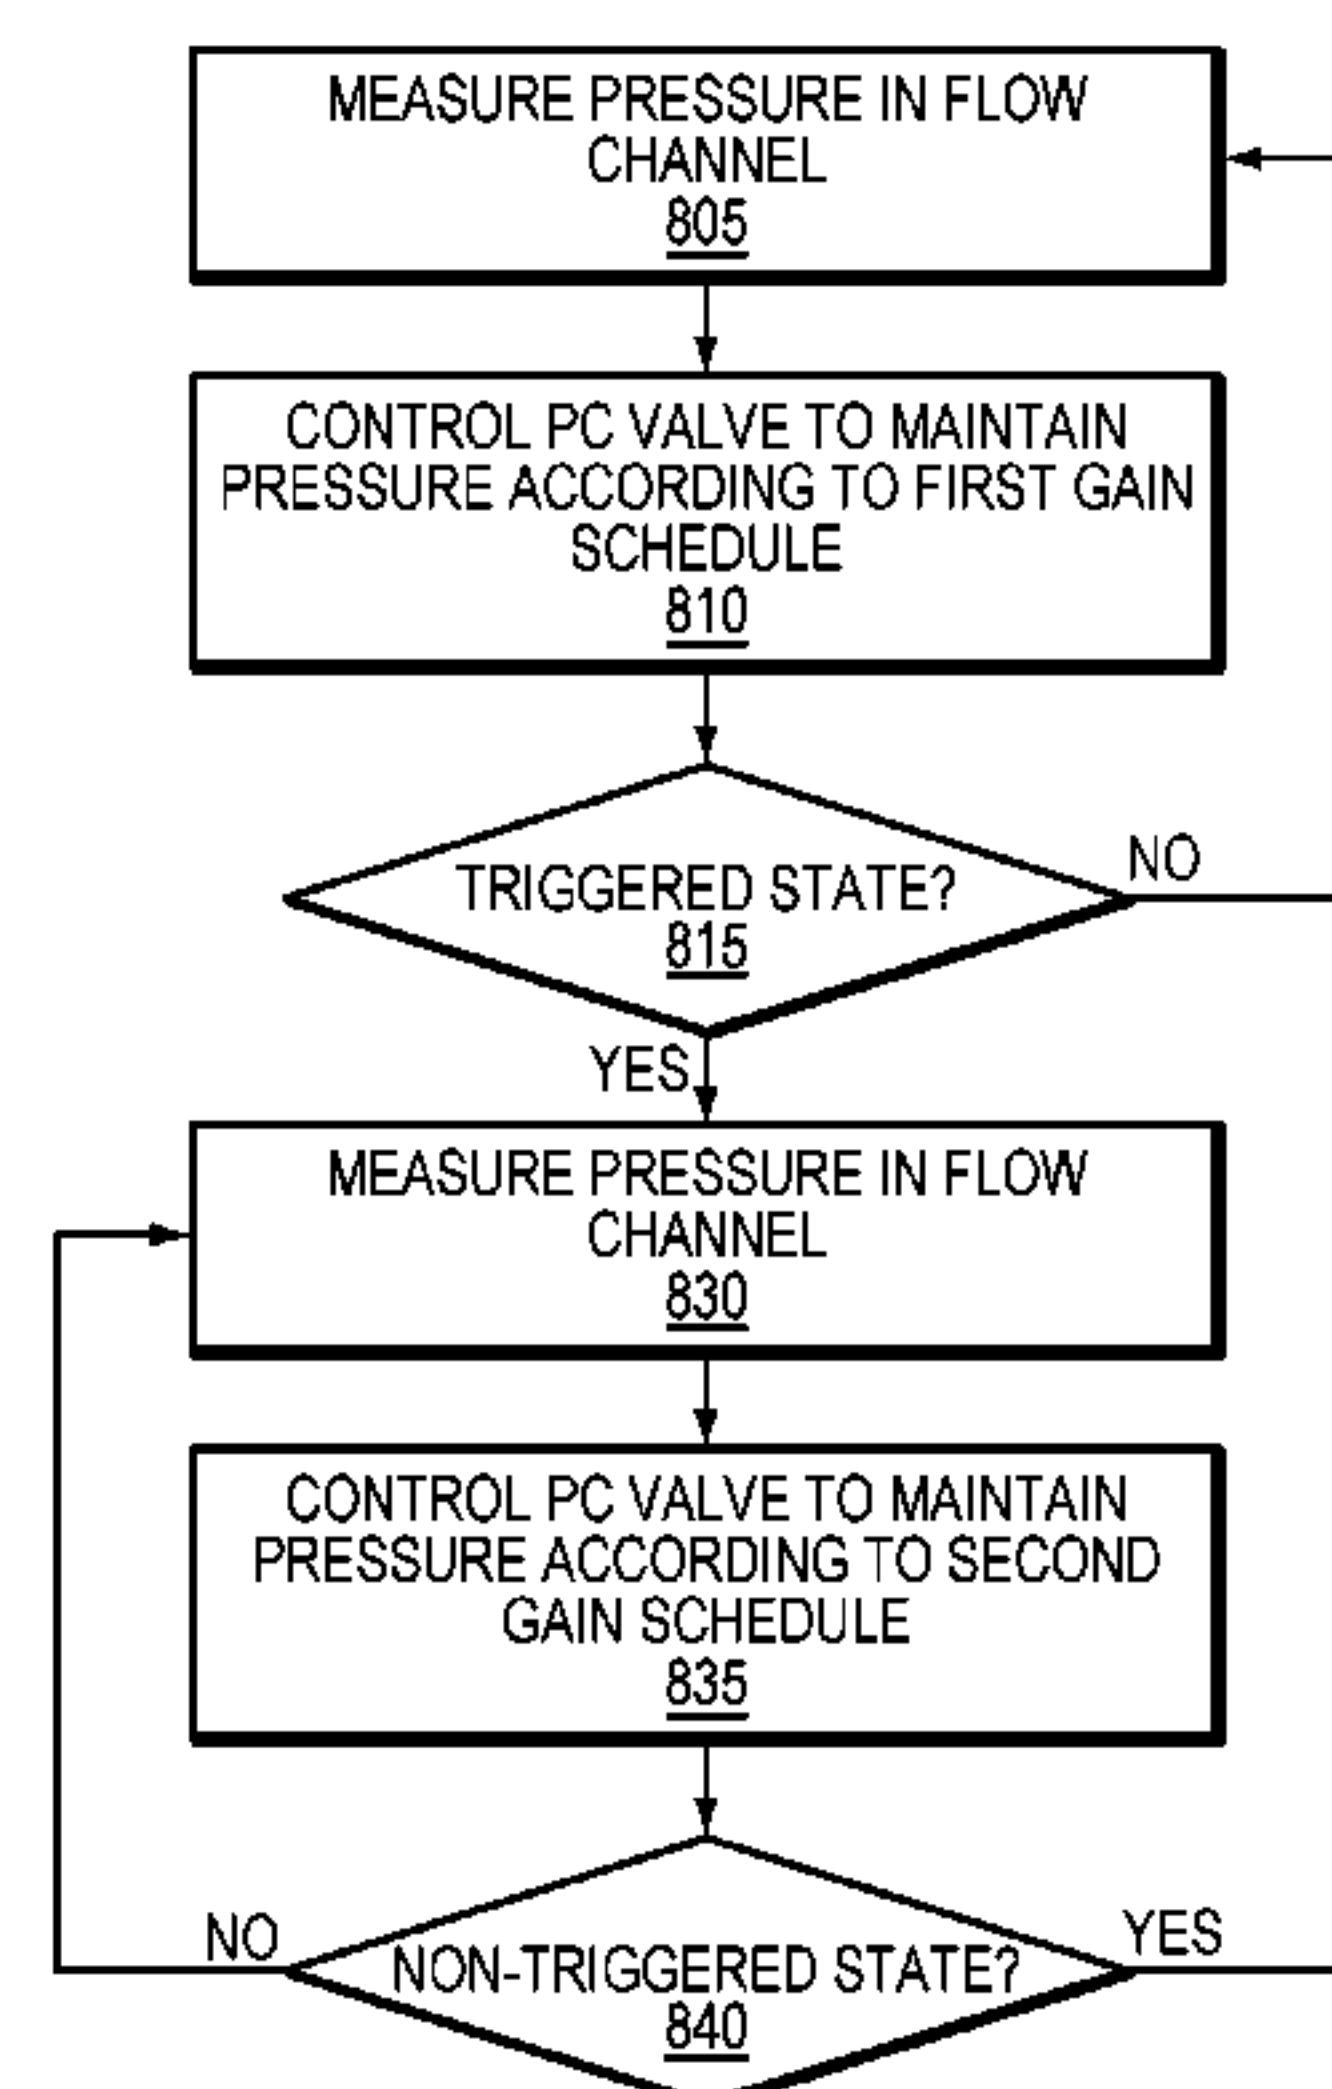 MEASURE PRESSURE IN FLOW
CHANNEL
805
CONTROL PC VALVE TO MAINTAIN
PRESSURE ACCORDING TO FIRST GAIN
SCHEDULE
810
TRIGGERED STATE?
815
NO
YES
MEASURE PRESSURE IN FLOW
CHANNEL
830
CONTROL PC VALVE TO MAINTAIN
PRESSURE ACCORDING TO SECOND
GAIN SCHEDULE
835
NO
NON-TRIGGERED STATE?
840
YES